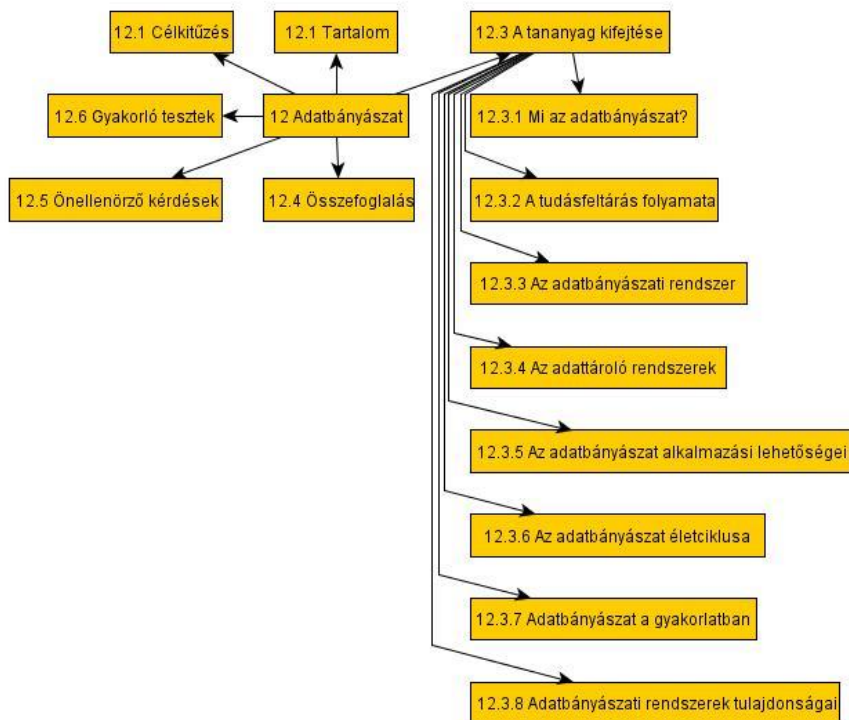 12.1 Célkitűzés
12.1 Tartalom
12.3 A tananyag kifejtése
12.6 Gyakorló tesztek
12 Adatbányászat
12.3.1 Mi az adatbányászat?
12.5 Önellenörző kérdések
12.4 Összefoglalás
12.3.2 A tudásfeltárás folyamata
12.3.3 Az adatbányászati rendszer
12.3.4 Az adattároló rendszerek
12.3.5 Az adatbányászat alkalmazási lehetőségei
12.3.6 Az adatbányászat életciklusa
12.3.7 Adatbányászat a gyakorlatban
12.3.8 Adatbányászati rendszerek tulajdonságai